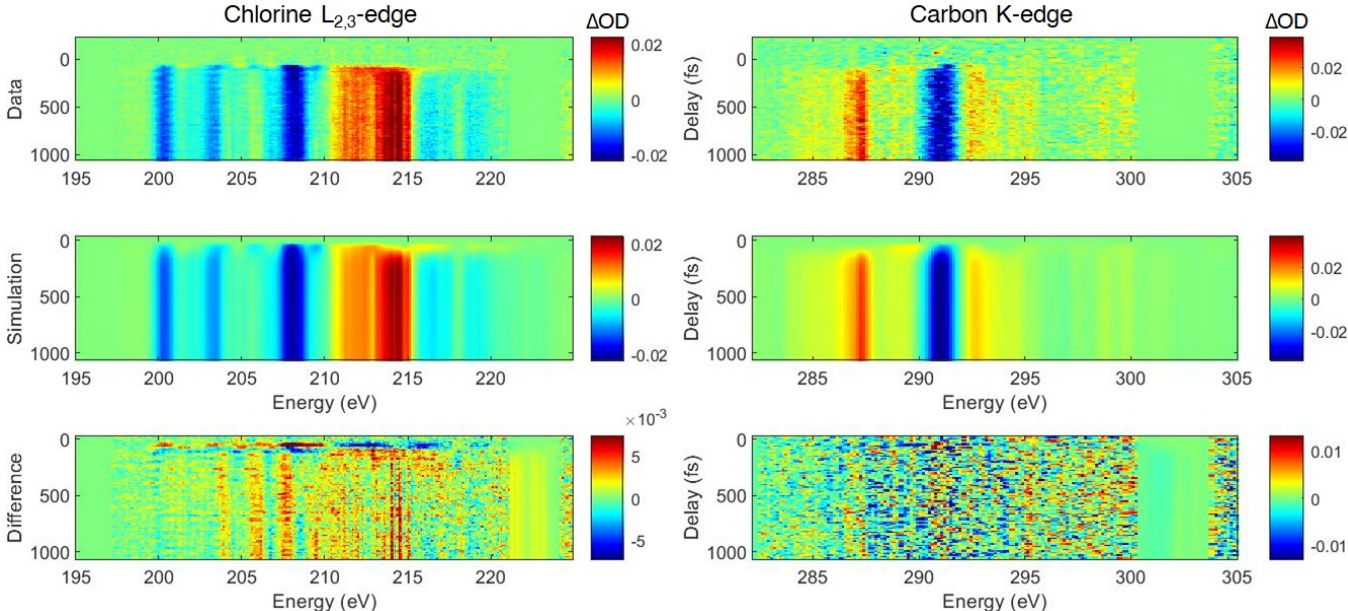 Chlorine L2,3-edge
ΔOD
Carbon K-edge
ΔOD
Data
0
500
1000
195 200 205 210 215 220
0.02
0
-0.02
Delay (fs)
0
500
1000
285 290 295 300 305
0.02
0
-0.02
Simulation
0
500
1000
195 200 205 210 215 220
Energy (eV)
0.02
0
-0.02
Delay (fs)
0
500
1000
285 290 295 300 305
Energy (eV)
0.02
0
-0.02
Difference
0
500
1000
195 200 205 210 215 220
Energy (eV)
× 10-3
5
0
-5
Delay (fs)
0
500
1000
285 290 295 300 305
Energy (eV)
0.01
0
-0.01